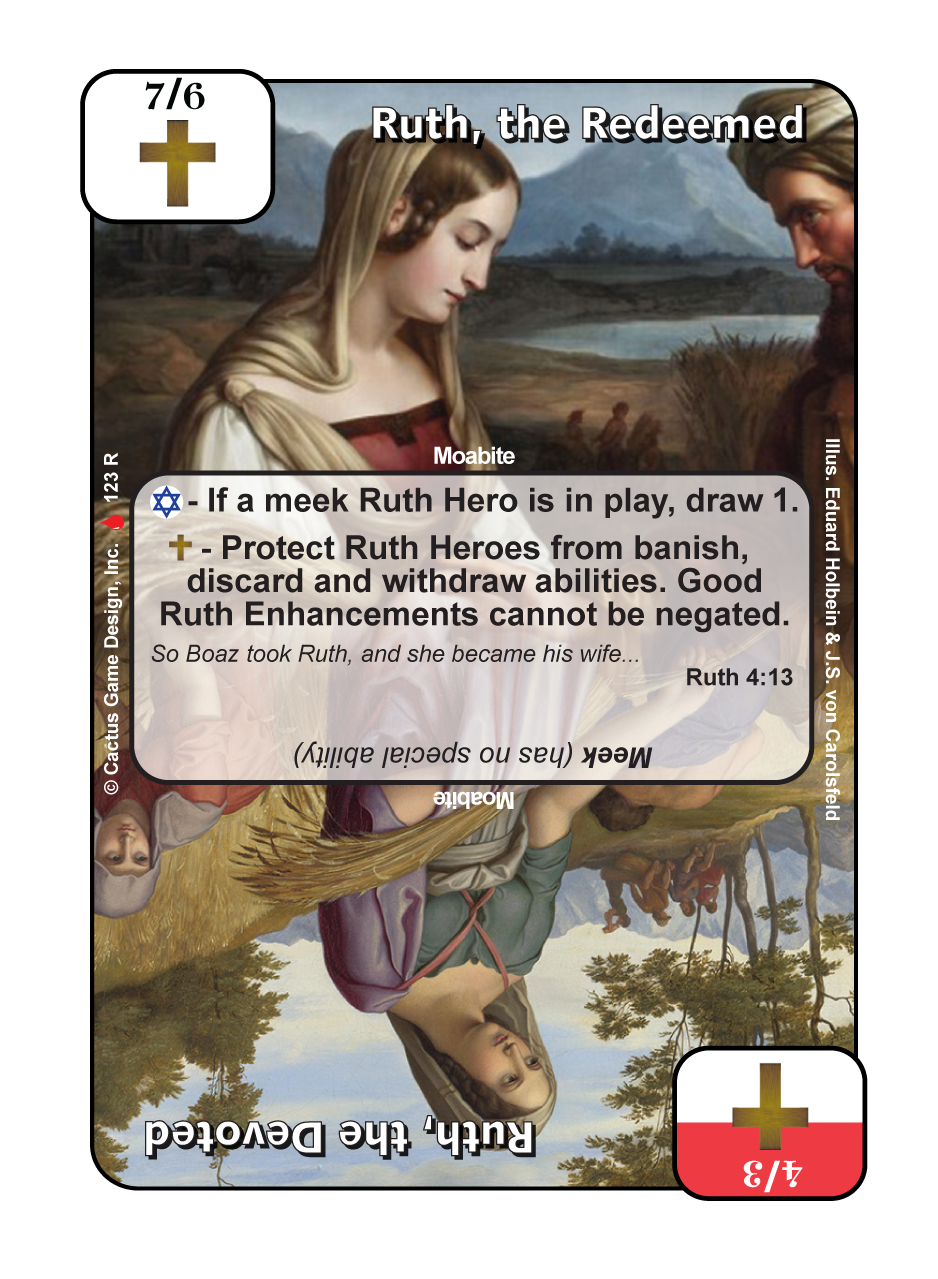 7/6
Ruth, the Redeemed
Moabite
- If a meek Ruth Hero is in play, draw 1.
- Protect Ruth Heroes from banish,
discard and withdraw abilities. Good
Ruth Enhancements cannot be negated.
So Boaz took Ruth, and she became his wife...
Ruth 4:13
Meek (has no special ability)
Moabite
Ruth, the Devoted
4/3
© Cactus Game Design, Inc. 123 R
Illus. Eduard Holbein & J.S. von Carolsfeld